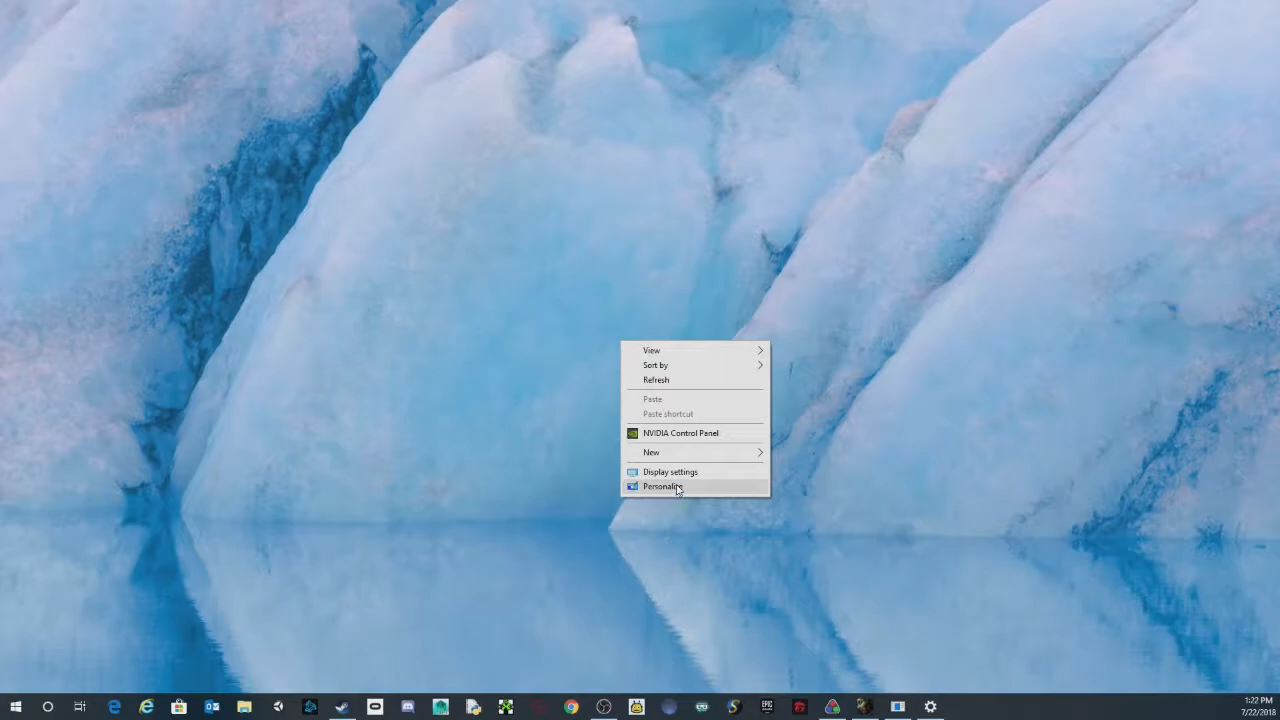 View
Sort by
Refresh
Paste
Paste shortcut
NVIDIA Control Panel
New
Display settings
Personalize
EPIC
1:22 PM
7/22/2018